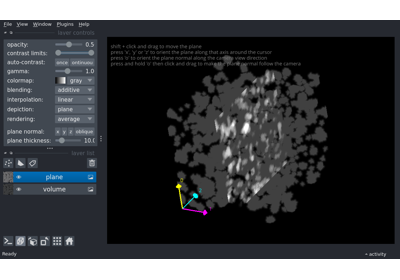 View Window Plugins Help
layer controls
opacity: 0.5
contrast limits:
auto-contrast: once continuous
gamma: 1.0
colormap: gray
blending: additive
interpolation: linear
depiction: plane
rendering: average
plane normal: x y z oblique
plane thickness: 10.0
layer list
plane
volume
shift + click and drag to move the plane
press 'x', 'y' or 'z' to orient the plane along that axis around the cursor
press 'o' to orient the plane normal along the camera view direction
press and hold 'o' then click and drag to make the plane normal follow the camera
Ready
activity